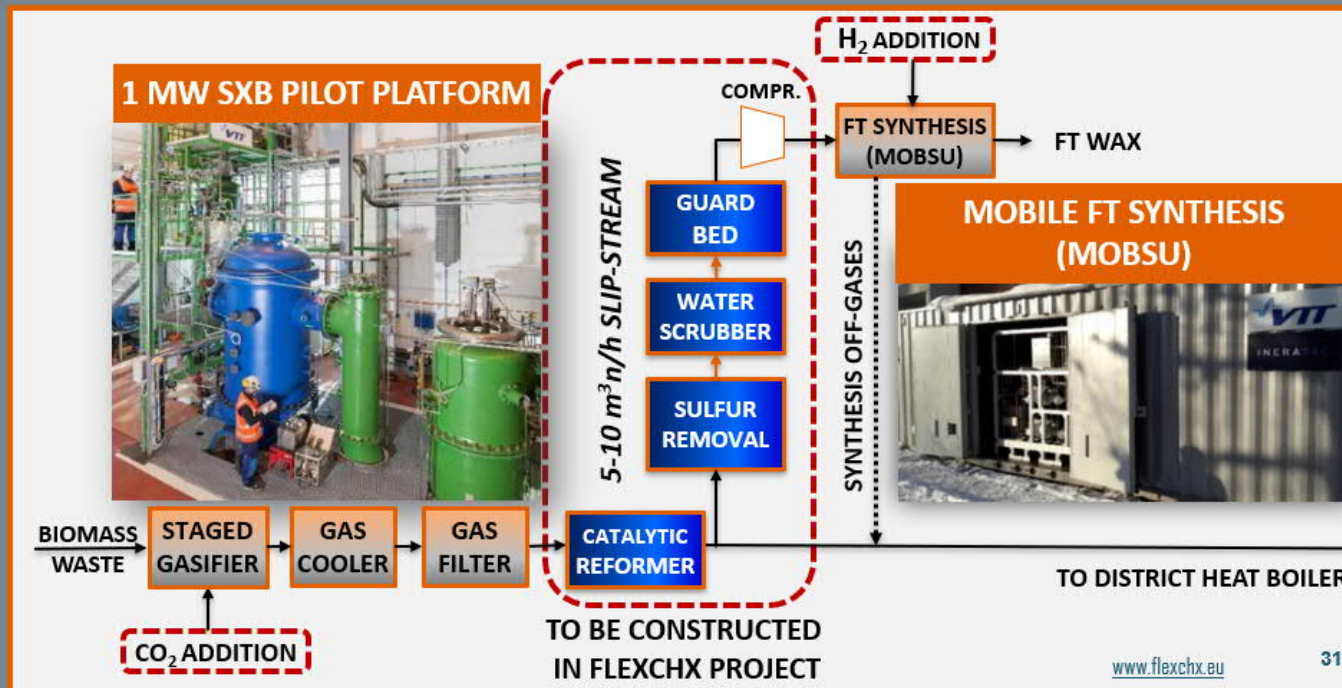 H₂ ADDITION
1 MW SXB PILOT PLATFORM
VTT
COMPR.
FT SYNTHESIS
(MOBSU)
FT WAX
5-10 m³n/h SLIP-STREAM
GUARD
BED
WATER
SCRUBBER
SULFUR
REMOVAL
SYNTHESIS OFF-GASES
MOBILE FT SYNTHESIS
(MOBSU)
VTT
BIOMASS
WASTE
STAGED
GASIFIER
GAS
COOLER
GAS
FILTER
CATALYTIC
REFORMER
TO DISTRICT HEAT BOILER
CO₂ ADDITION
TO BE CONSTRUCTED
IN FLEXCHX PROJECT
www.flexchx.eu
31